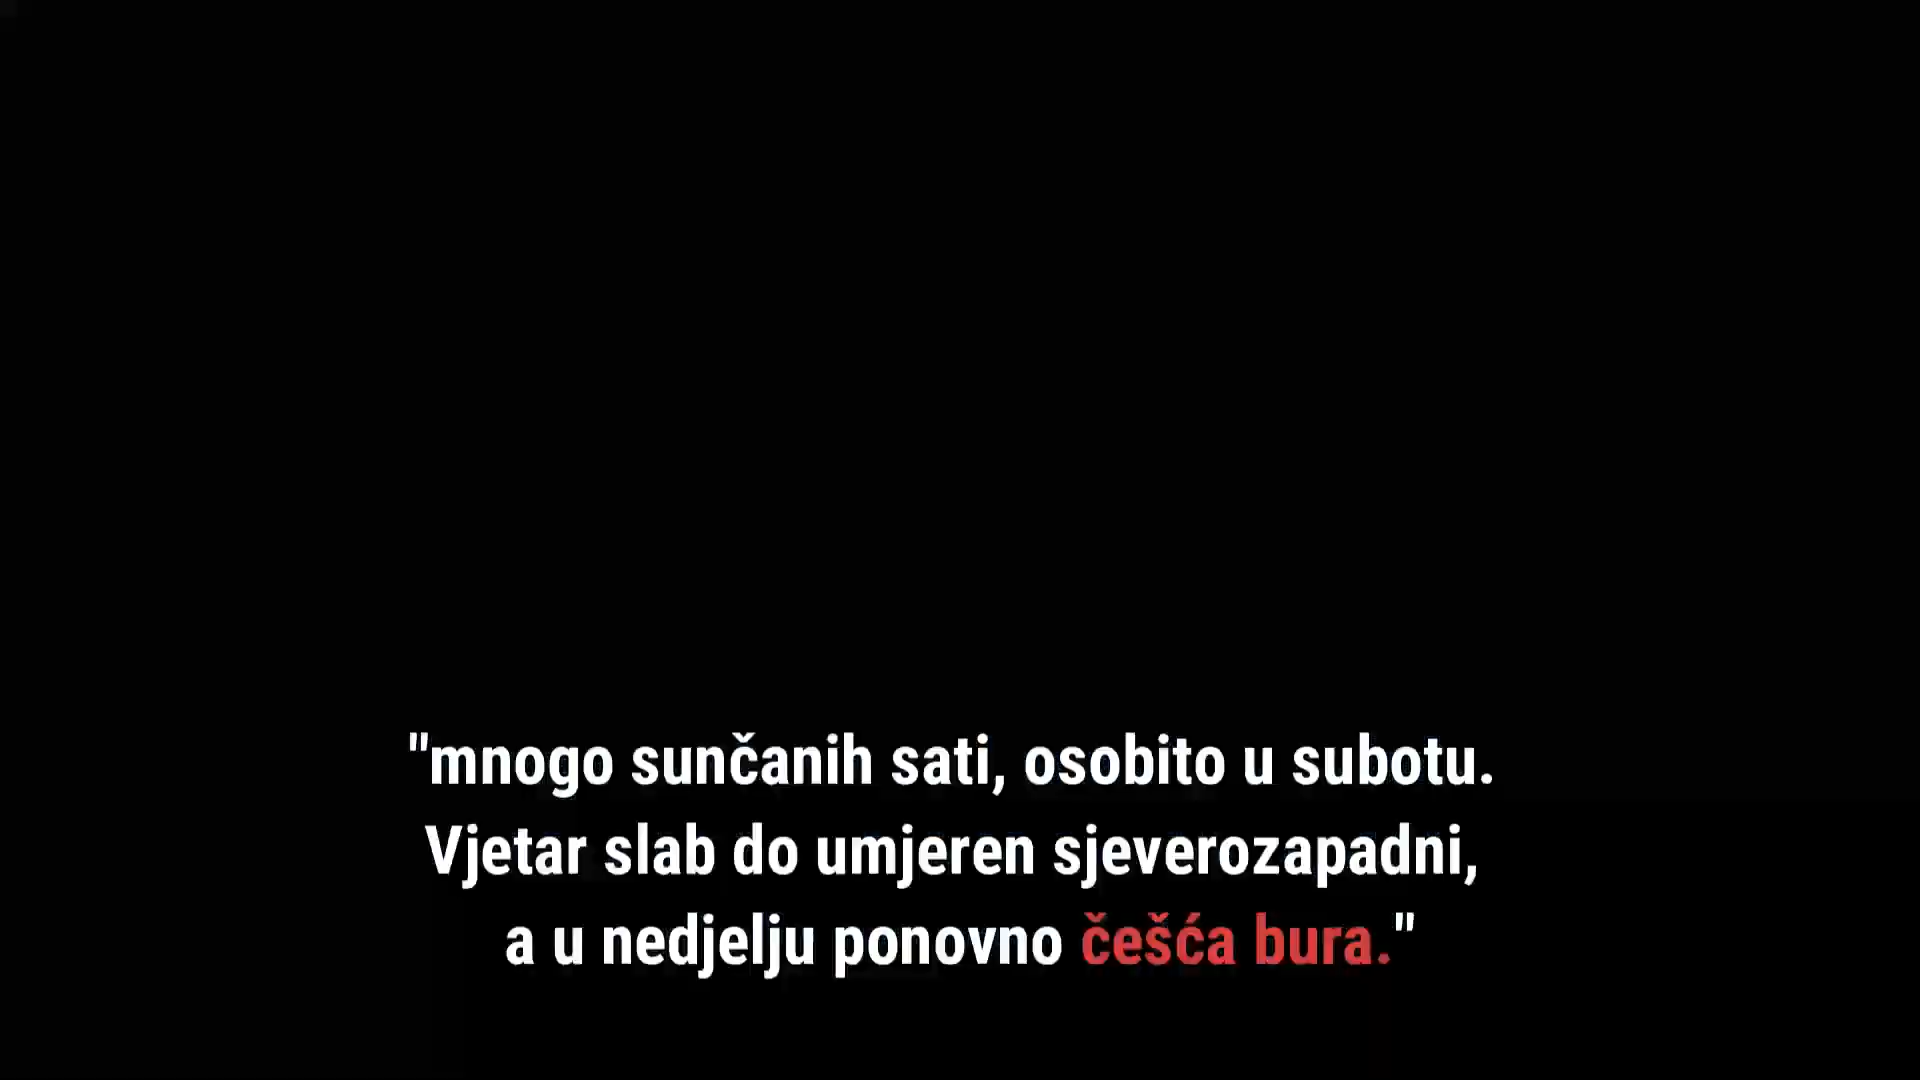 "mnogo sunčanih sati, osobito u subotu.
Vjetar slab do umjeren sjeverozapadni,
a u nedjelju ponovno češća bura."